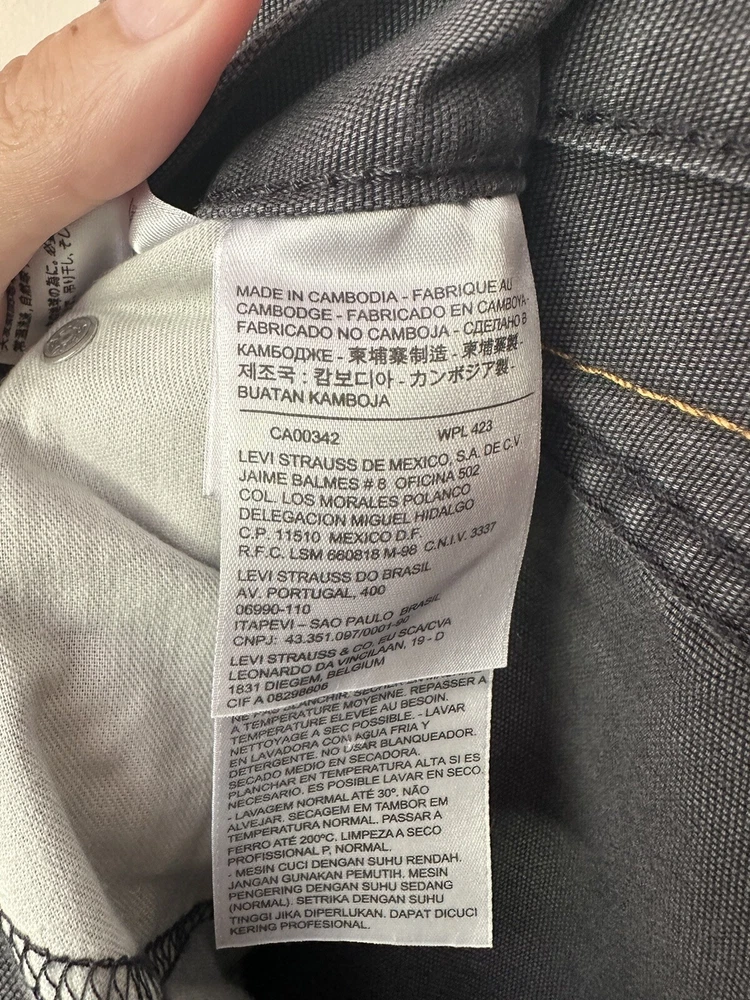 MADE IN CAMBODIA - FABRIQUE AU
CAMBODGE - FABRICADO EN CAMBOYA-
FABRICADO NO CAMBOJA - СДЕЛАНО В
КАМБОДЖЕ - 柬埔寨制造 - 柬埔寨製-
제조국 : 캄보디아 - カンボジア製 -
BUATAN KAMBOJA
CA00342 WPL 423
LEVI STRAUSS DE MEXICO, S.A. DE C.V
JAIME BALMES # 8 OFICINA 502
COL. LOS MORALES POLANCO
DELEGACION MIGUEL HIDALGO
C.P. 11510 MEXICO D.F.
R.F.C. LSM 660818 M-98 C.N.I.V. 3337
LEVI STRAUSS DO BRASIL
AV. PORTUGAL, 400
06990-110
ITAPEVI – SAO PAULO BRASIL
CNPJ: 43.351.097/0001-90
LEVI STRAUSS & CO. EU SCA/CVA
LEONARDO DA VINCILAAN, 19 - D
1831 DIEGEM, BELGIUM
CIF A 08298806
NE PAS BLANCHIR. SECHER
A TEMPERATURE MOYENNE. REPASSER A
TEMPERATURE ELEVEE AU BESOIN.
NETTOYAGE A SEC POSSIBLE. - LAVAR
EN LAVADORA CON AGUA FRIA Y
DETERGENTE. NO USAR BLANQUEADOR.
SECADO MEDIO EN SECADORA.
PLANCHAR EN TEMPERATURA ALTA SI ES
NECESARIO. ES POSIBLE LAVAR EN SECO.
- LAVAGEM NORMAL ATÉ 30º. NÃO
ALVEJAR. SECAGEM EM TAMBOR EM
TEMPERATURA NORMAL. PASSAR A
FERRO ATÉ 200ºC. LIMPEZA A SECO
PROFISSIONAL P, NORMAL.
- MESIN CUCI DENGAN SUHU RENDAH.
JANGAN GUNAKAN PEMUTIH. MESIN
PENGERING DENGAN SUHU SEDANG
(NORMAL). SETRIKA DENGAN SUHU
TINGGI JIKA DIPERLUKAN. DAPAT DICUCI
KERING PROFESIONAL.